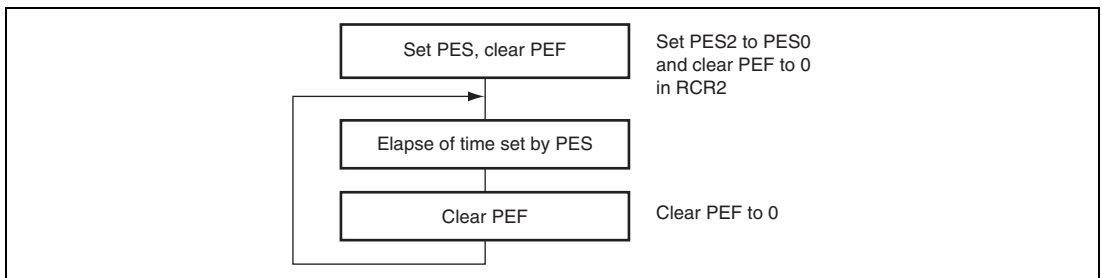 Set PES, clear PEF
Set PES2 to PES0
and clear PEF to 0
in RCR2
Elapse of time set by PES
Clear PEF
Clear PEF to 0